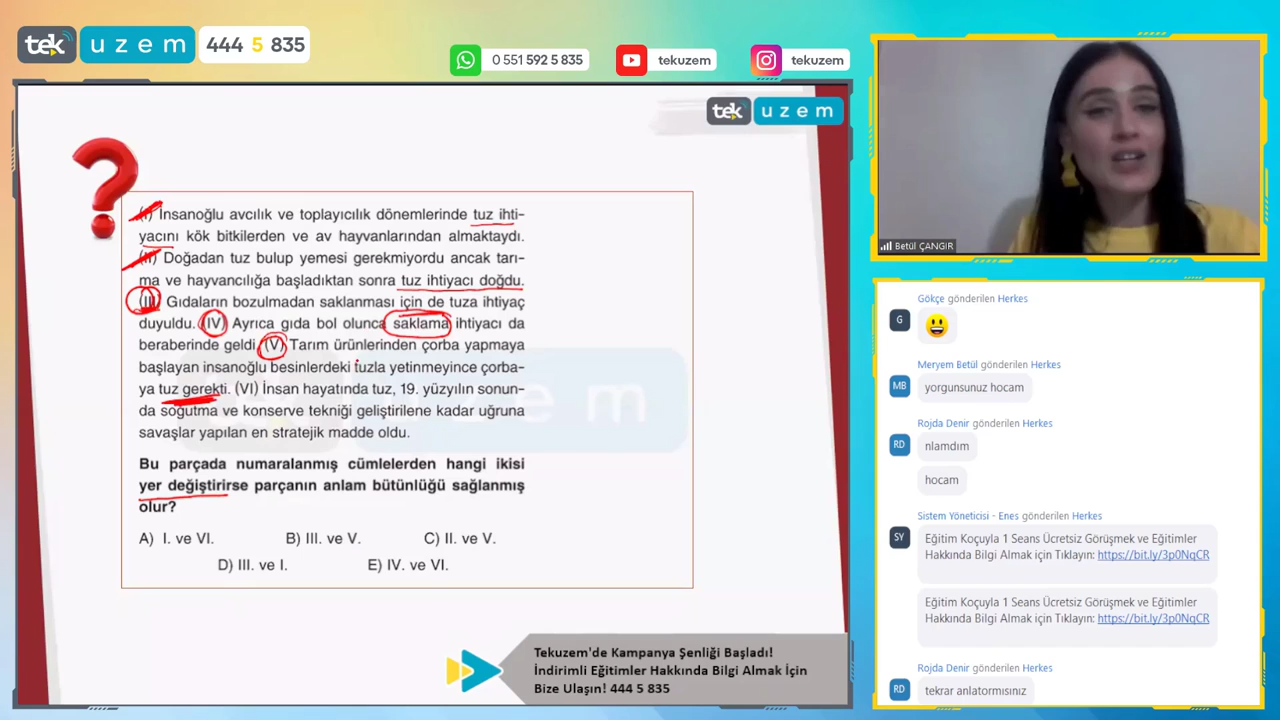 tek
uzem
444 5 835
0 551 592 5 835
tekuzem
tekuzem
tek
uzem
(I) İnsanoğlu avcılık ve toplayıcılık dönemlerinde tuz ihti-
yacını kök bitkilerden ve av hayvanlarından almaktaydı.
(II) Doğadan tuz bulup yemesi gerekmiyordu ancak tarı-
ma ve hayvancılığa başladıktan sonra tuz ihtiyacı doğdu.
(III) Gıdaların bozulmadan saklanması için de tuza ihtiyaç
duyuldu. (IV) Ayrıca gıda bol olunca saklama ihtiyacı da
beraberinde geldi. (V) Tarım ürünlerinden çorba yapmaya
başlayan insanoğlu besinlerdeki tuzla yetinmeyince çorba-
ya tuz gerekti. (VI) İnsan hayatında tuz, 19. yüzyılın sonun-
da soğutma ve konserve tekniği geliştirilene kadar uğruna
savaşlar yapılan en stratejik madde oldu.
Bu parçada numaralanmış cümlelerden hangi ikisi
yer değiştirirse parçanın anlam bütünlüğü sağlanmış
olur?
A) I. ve VI.
B) III. ve V.
C) II. ve V.
D) III. ve I.
E) IV. ve VI.
Tekuzem'de Kampanya Şenliği Başladı!
İndirimli Eğitimler Hakkında Bilgi Almak İçin
Bize Ulaşın! 444 5 835
Betül ÇANGIR
Gökçe gönderilen Herkes
G
Meryem Betül gönderilen Herkes
MB
yorgunsunuz hocam
Rojda Denir gönderilen Herkes
RD
nlamdım
hocam
Sistem Yöneticisi - Enes gönderilen Herkes
SY
Eğitim Koçuyla 1 Seans Ücretsiz Görüşmek ve Eğitimler
Hakkında Bilgi Almak için Tıklayın: https://bit.ly/3p0NqCR
Eğitim Koçuyla 1 Seans Ücretsiz Görüşmek ve Eğitimler
Hakkında Bilgi Almak için Tıklayın: https://bit.ly/3p0NqCR
Rojda Denir gönderilen Herkes
RD
tekrar anlatormısınız